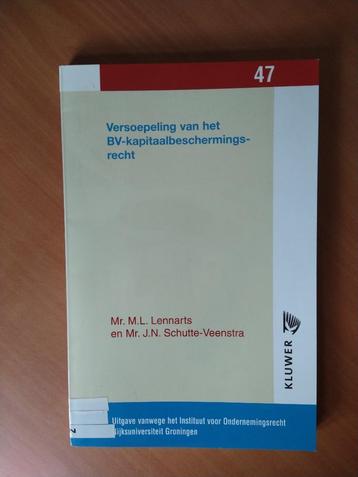 47
Versoepeling van het
BV-kapitaalbeschermings-
recht
Mr. M.L. Lennarts
en Mr. J.N. Schutte-Veenstra
KLUWER
Uitgave vanwege het Instituut voor Ondernemingsrecht
Rijksuniversiteit Groningen